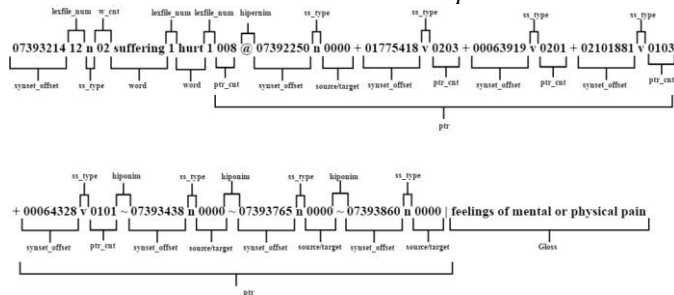 lexfile_num w_cnt lexfile_num lexfile_num hipernim ss_type ss_type ss_type ss_type
07393214 12 n 02 suffering 1 hurt 1 008 @ 07392250 n 0000 + 01775418 v 0203 + 00063919 v 0201 + 02101881 v 0103
synset_offset ss_type word word ptr_cnt synset_offset source/target synset_offset ptr_cnt synset_offset ptr_cnt synset_offset ptr_cnt
ptr
ss_type hiponim ss_type hiponim ss_type hiponim ss_type
+ 00064328 v 0101 ~ 07393438 n 0000 ~ 07393765 n 0000 ~ 07393860 n 0000 | feelings of mental or physical pain
synset_offset ptr_cnt synset_offset source/target synset_offset source/target synset_offset source/target Gloss
ptr